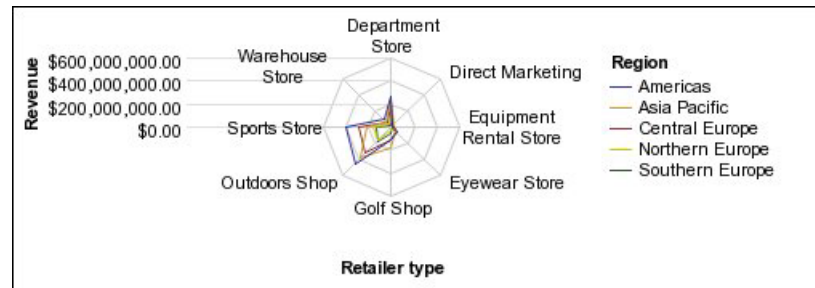 Department
Store
Warehouse
Store
Direct Marketing
Equipment
Rental Store
Eyewear Store
Golf Shop
Outdoors Shop
Sports Store
Revenue
$600,000,000.00
$400,000,000.00
$200,000,000.00
$0.00
Retailer type
Region
Americas
Asia Pacific
Central Europe
Northern Europe
Southern Europe